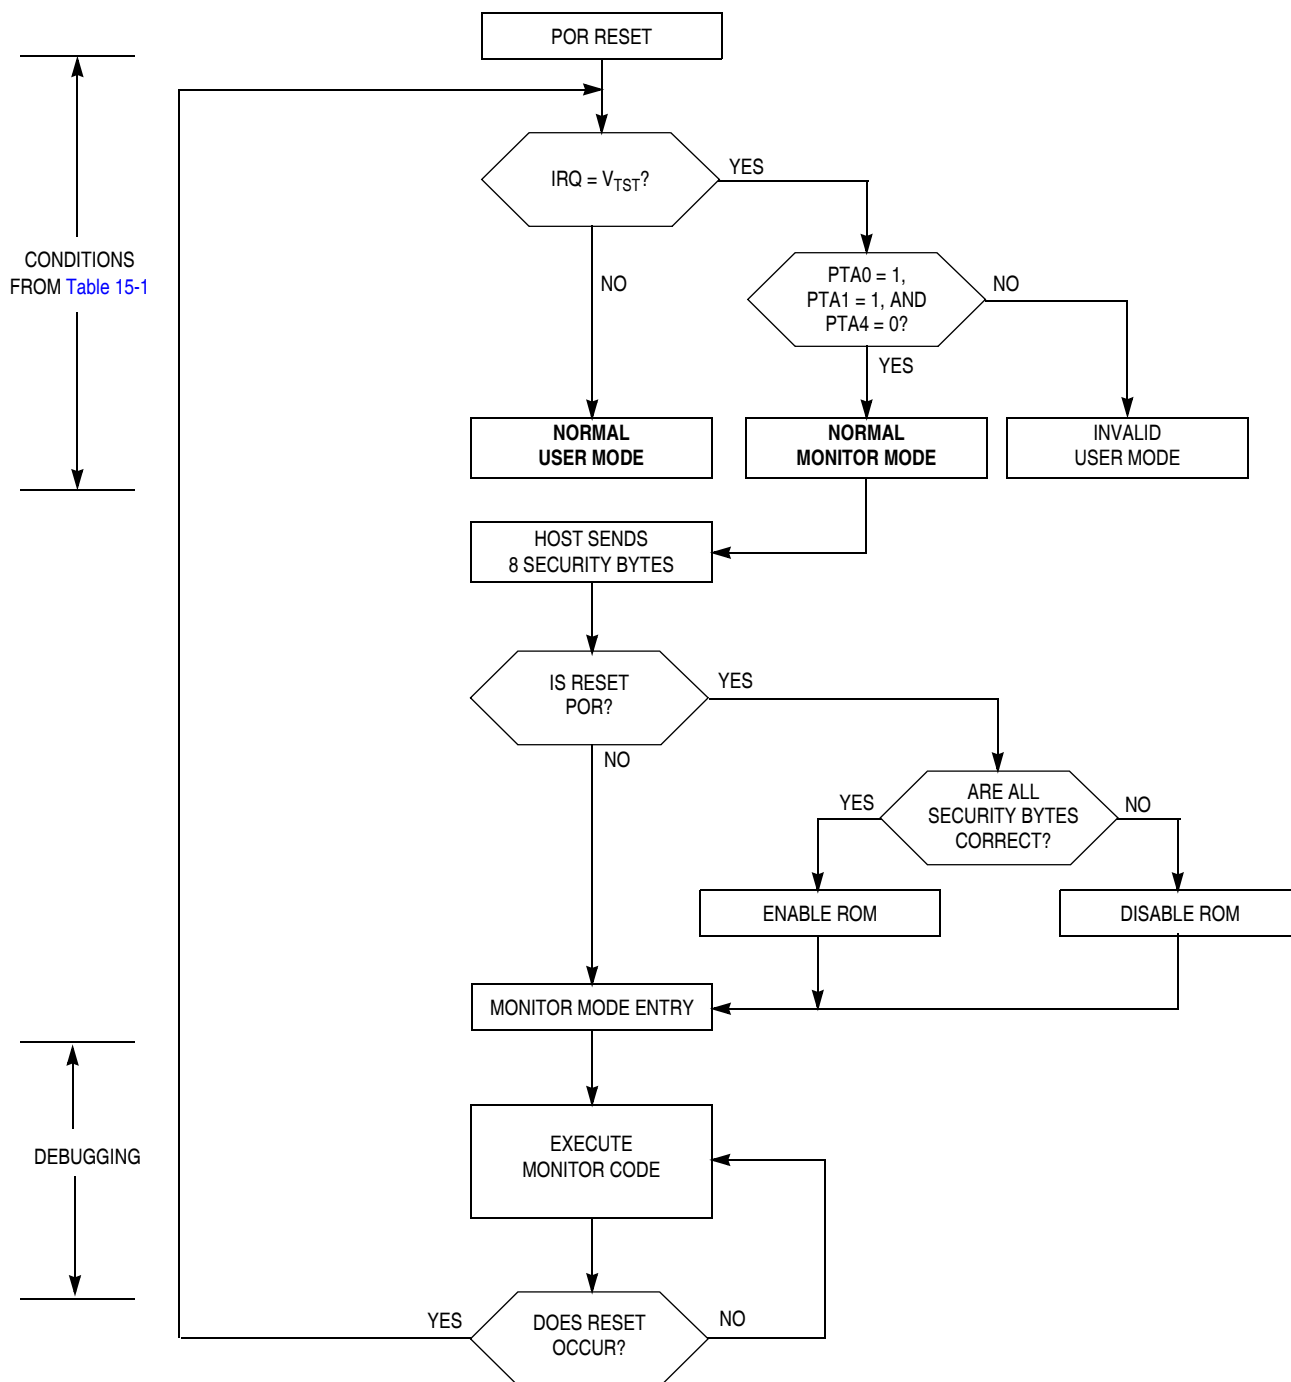 POR RESET
IRQ = VTST?
YES
NO
CONDITIONS
FROM Table 15-1
PTA0 = 1,
PTA1 = 1, AND
PTA4 = 0?
NO
YES
NORMAL
USER MODE
NORMAL
MONITOR MODE
INVALID
USER MODE
HOST SENDS
8 SECURITY BYTES
IS RESET
POR?
YES
NO
ARE ALL
SECURITY BYTES
CORRECT?
YES
NO
ENABLE ROM
DISABLE ROM
MONITOR MODE ENTRY
DEBUGGING
EXECUTE
MONITOR CODE
YES
DOES RESET
OCCUR?
NO